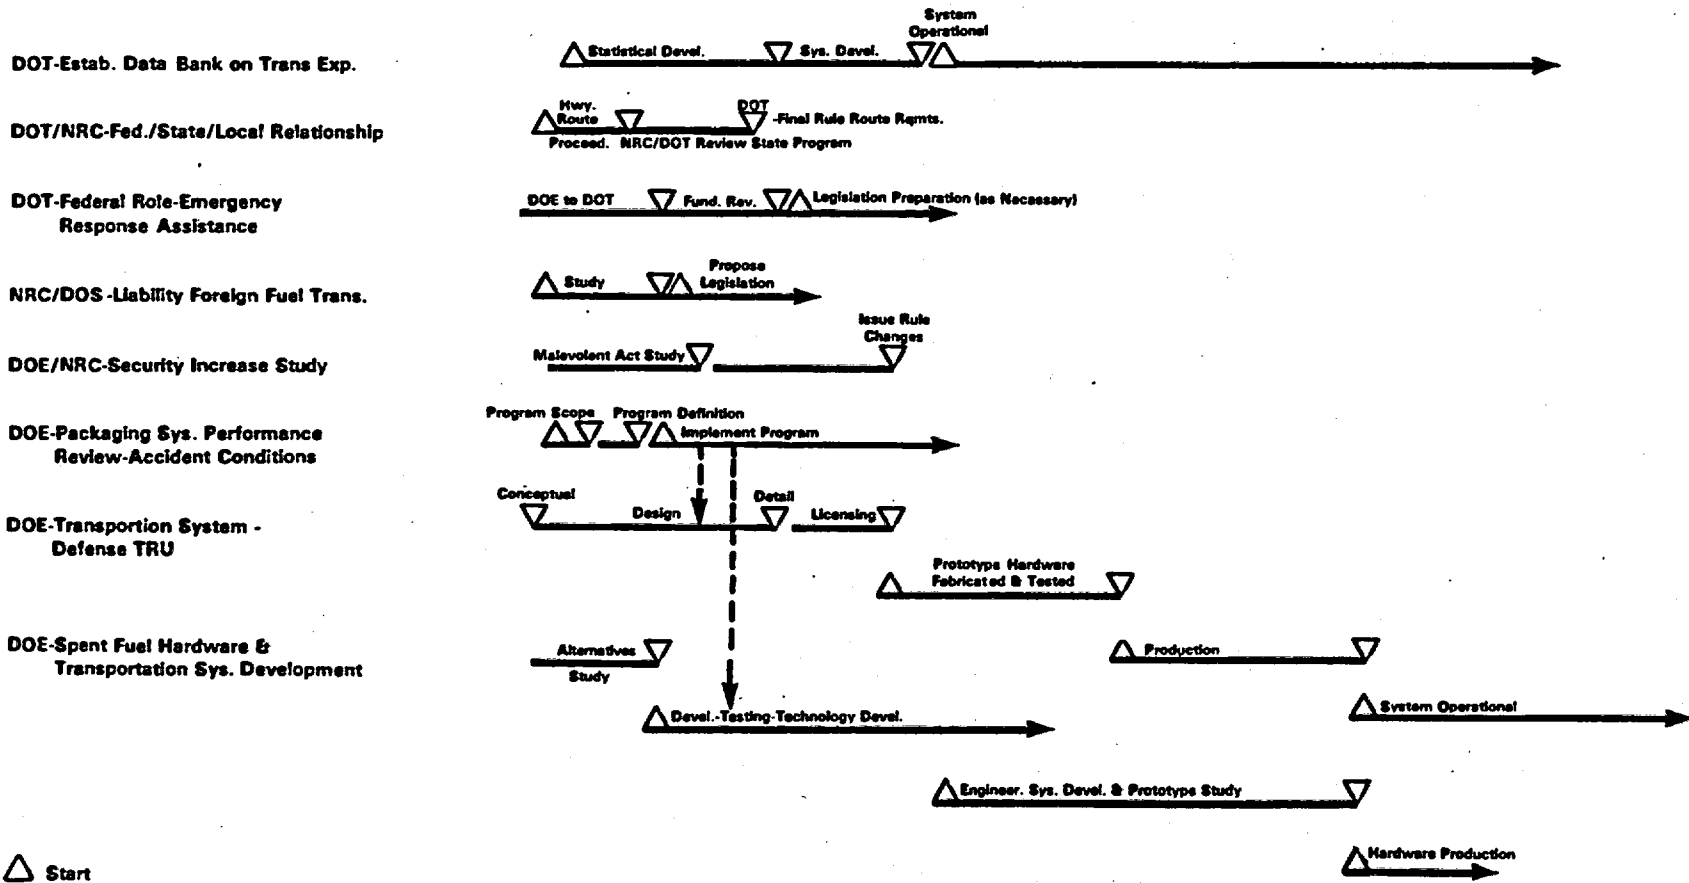 System
Operational
DOT-Estab. Data Bank on Trans Exp.
Statistical Devel.
Sys. Devel.
Hwy.
Route
DOT
-Final Rule Route Rqmts.
DOT/NRC-Fed./State/Local Relationship
Proceed. NRC/DOT Review State Program
DOT-Federal Role-Emergency
Response Assistance
DOE to DOT
Fund. Rev.
Legislation Preparation (as Necessary)
NRC/DOS-Liability Foreign Fuel Trans.
Study
Propose
Legislation
Issue Rule
Changes
DOE/NRC-Security Increase Study
Malevolent Act Study
Program Scope
Program Definition
DOE-Packaging Sys. Performance
Review-Accident Conditions
Implement Program
Conceptual
Design
Detail
Licensing
DOE-Transportion System -
Defense TRU
Prototype Hardware
Fabricated & Tested
DOE-Spent Fuel Hardware &
Transportation Sys. Development
Alternatives
Study
Production
Devel.-Testing-Technology Devel.
System Operational
Engineer. Sys. Devel. & Prototype Study
Hardware Production
Start